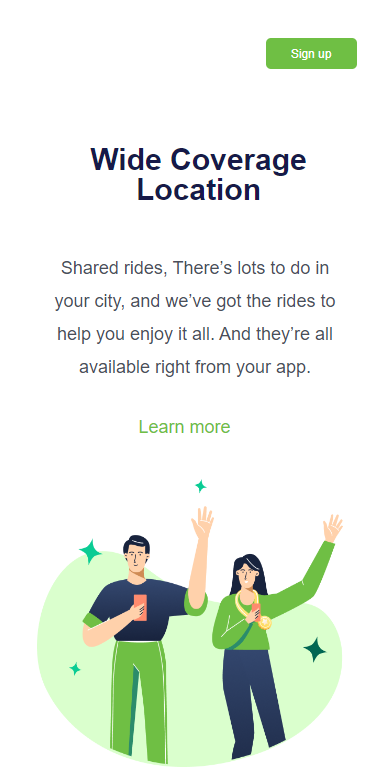 Sign up
Wide Coverage
Location
Shared rides, There’s lots to do in
your city, and we’ve got the rides to
help you enjoy it all. And they’re all
available right from your app.
Learn more